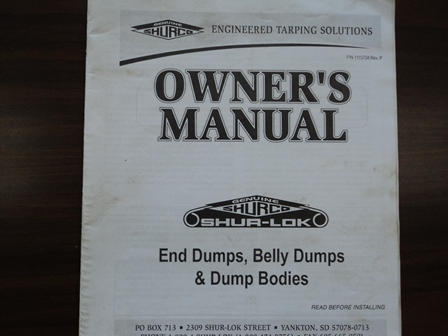 GENUINE
SHURCO
ENGINEERED TARPING SOLUTIONS
OWNER'S
MANUAL
GENUINE
SHURCO
SHUR-LOK
End Dumps, Belly Dumps
& Dump Bodies
READ BEFORE INSTALLING
PO BOX 713 • 2309 SHUR-LOK STREET • YANKTON, SD 57078-0713